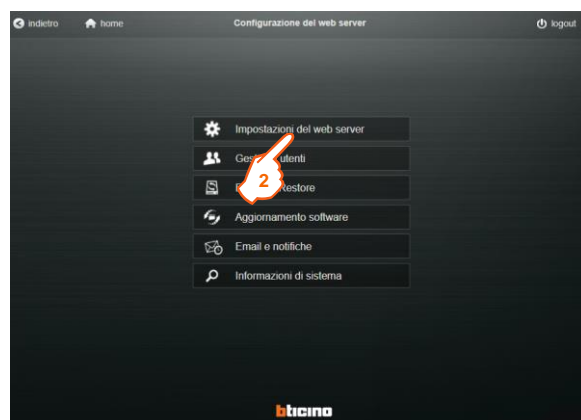 indietro home Configurazione del web server logout
Impostazioni del web server
utenti
2 Restore
Aggiornamento software
Email e notifiche
Informazioni di sistema
bticino